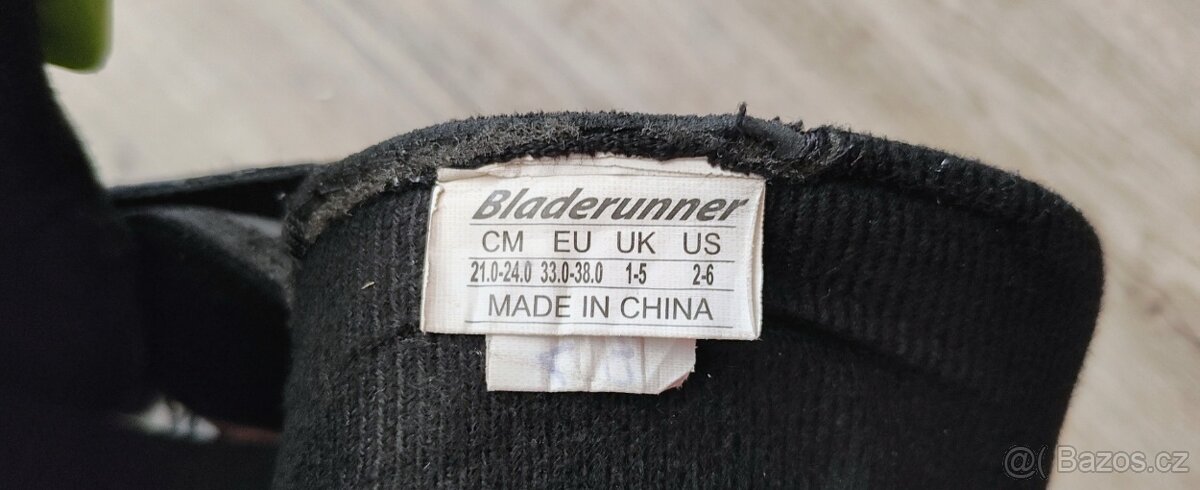 Bladerunner
CM EU UK US
21.0-24.0 33.0-38.0 1-5 2-6
MADE IN CHINA
@( Bazos.cz